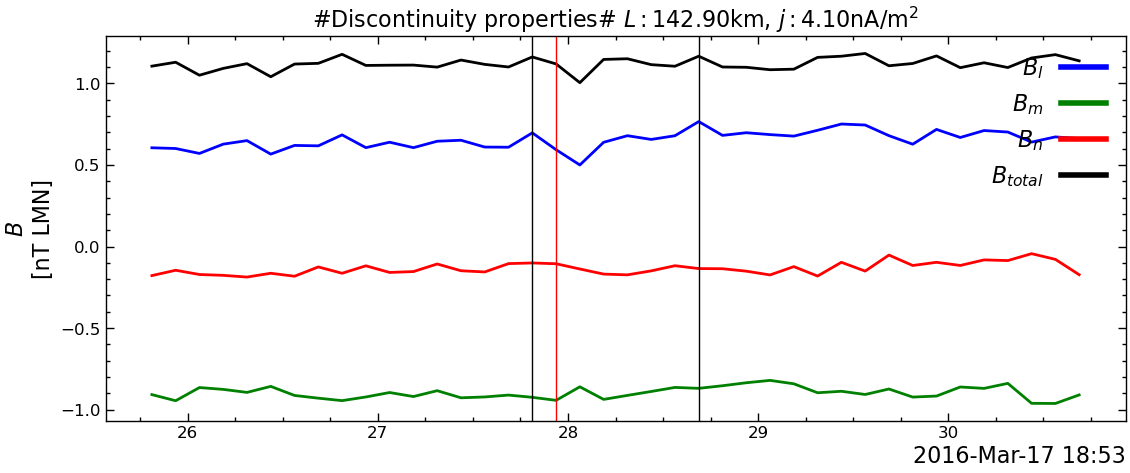 #Discontinuity properties# L : 142.90km, j : 4.10nA/m²
B
[nT LMN]
1.0
0.5
0.0
−0.5
−1.0
B_l
B_m
B_n
B_total
26 27 28 29 30
2016-Mar-17 18:53